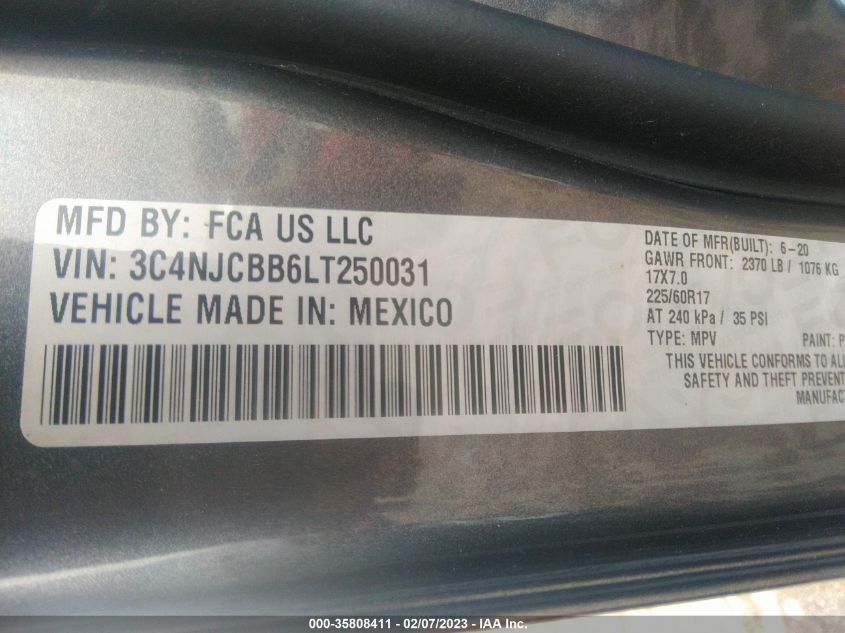 MFD BY: FCA US LLC
VIN: 3C4NJCBB6LT250031
VEHICLE MADE IN: MEXICO
DATE OF MFR(BUILT): 6-20
GAWR FRONT: 2370 LB / 1076 KG
17X7.0
225/60R17
AT 240 kPa / 35 PSI
TYPE: MPV PAINT: P
THIS VEHICLE CONFORMS TO ALL
SAFETY AND THEFT PREVENT
MANUFACT
000-35808411 - 02/07/2023 - IAA Inc.